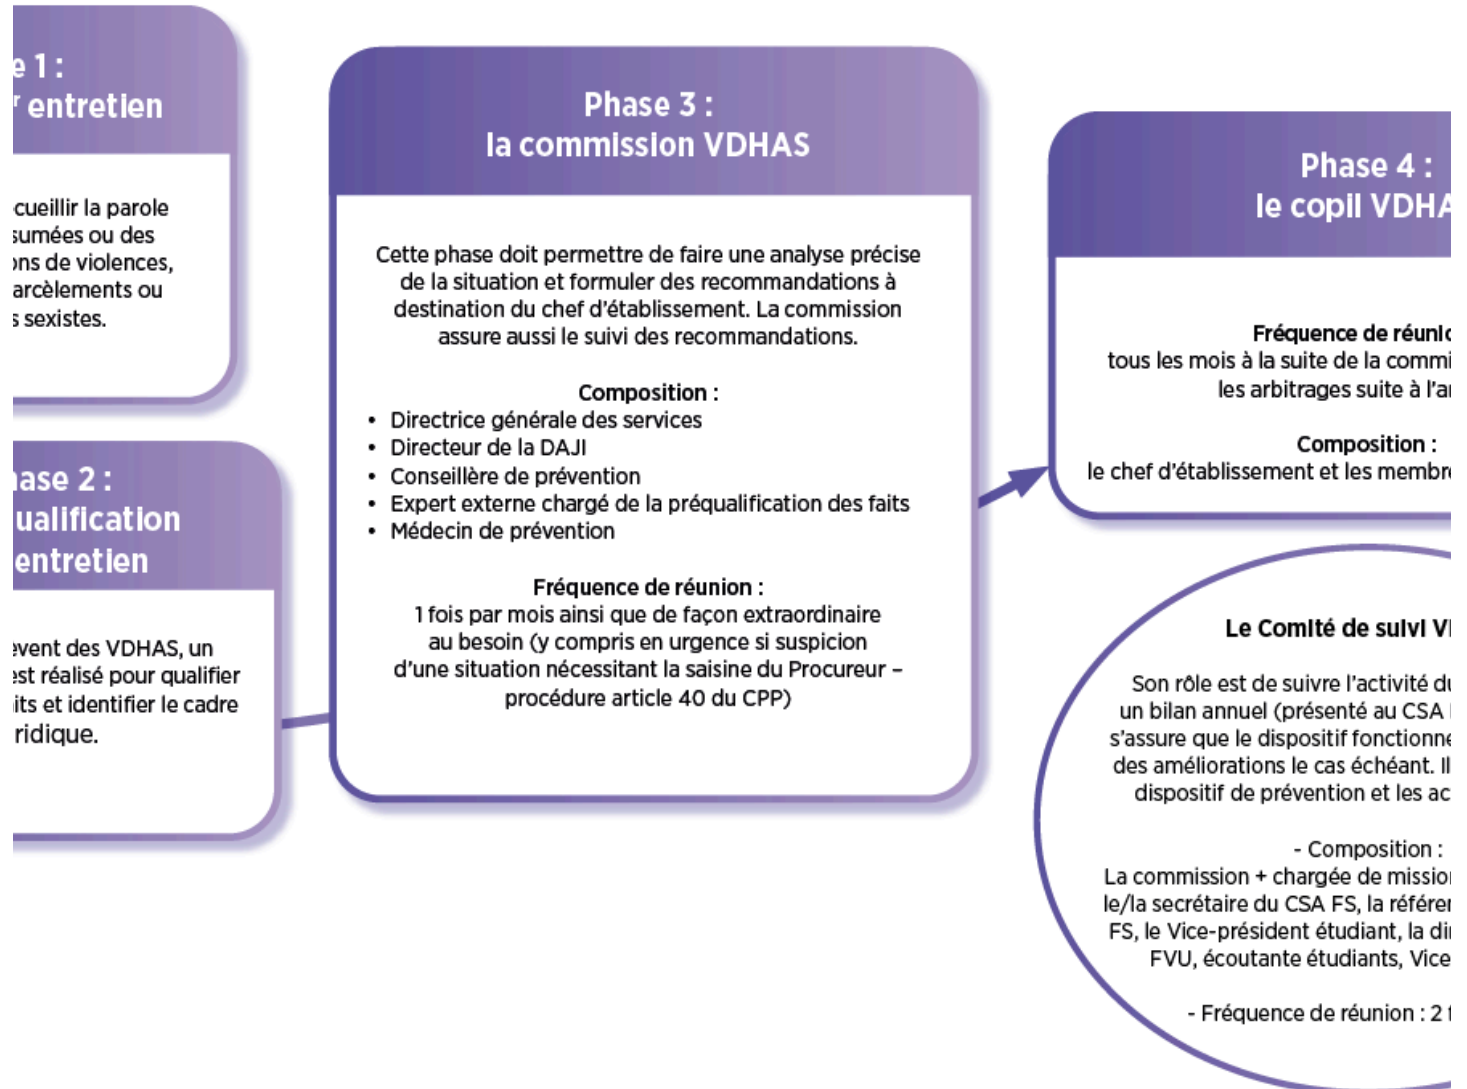 e 1 :
r entretien
cueillir la parole
sumées ou des
ons de violences,
arcèlements ou
s sexistes.
ase 2 :
ualification
entretien
èvent des VDHAS, un
est réalisé pour qualifier
its et identifier le cadre
ridique.
Phase 3 :
la commission VDHAS
Cette phase doit permettre de faire une analyse précise
de la situation et formuler des recommandations à
destination du chef d’établissement. La commission
assure aussi le suivi des recommandations.
Composition :
• Directrice générale des services
• Directeur de la DAJI
• Conseillère de prévention
• Expert externe chargé de la préqualification des faits
• Médecin de prévention
Fréquence de réunion :
1 fois par mois ainsi que de façon extraordinaire
au besoin (y compris en urgence si suspicion
d’une situation nécessitant la saisine du Procureur –
procédure article 40 du CPP)
Phase 4 :
le copil VDHA
Fréquence de réunio
tous les mois à la suite de la commi
les arbitrages suite à l’a
Composition :
le chef d’établissement et les membre
Le Comité de suivi V
Son rôle est de suivre l’activité du
un bilan annuel (présenté au CSA
s’assure que le dispositif fonctionne
des améliorations le cas échéant. Il
dispositif de prévention et les ac
- Composition :
La commission + chargée de mission
le/la secrétaire du CSA FS, la référen
FS, le Vice-président étudiant, la di
FVU, écoutante étudiants, Vice
- Fréquence de réunion : 2 f